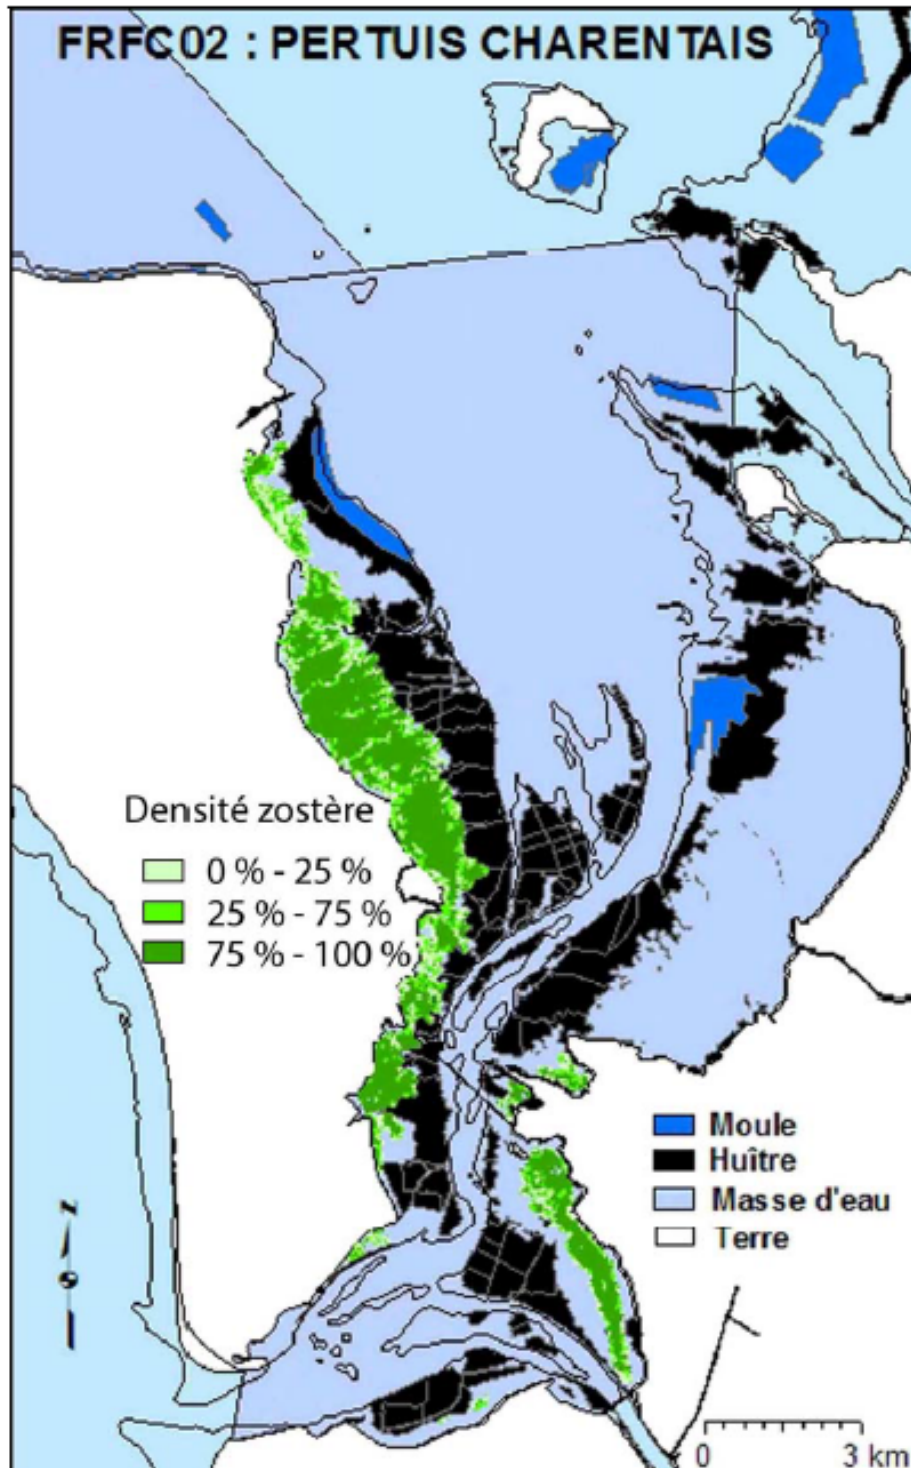 FRFC02 : PERTUIS CHARENTAIS
Densité zostère
0 % - 25 %
25 % - 75 %
75 % - 100 %
Moule
Huître
Masse d'eau
Terre
N
0 3 km